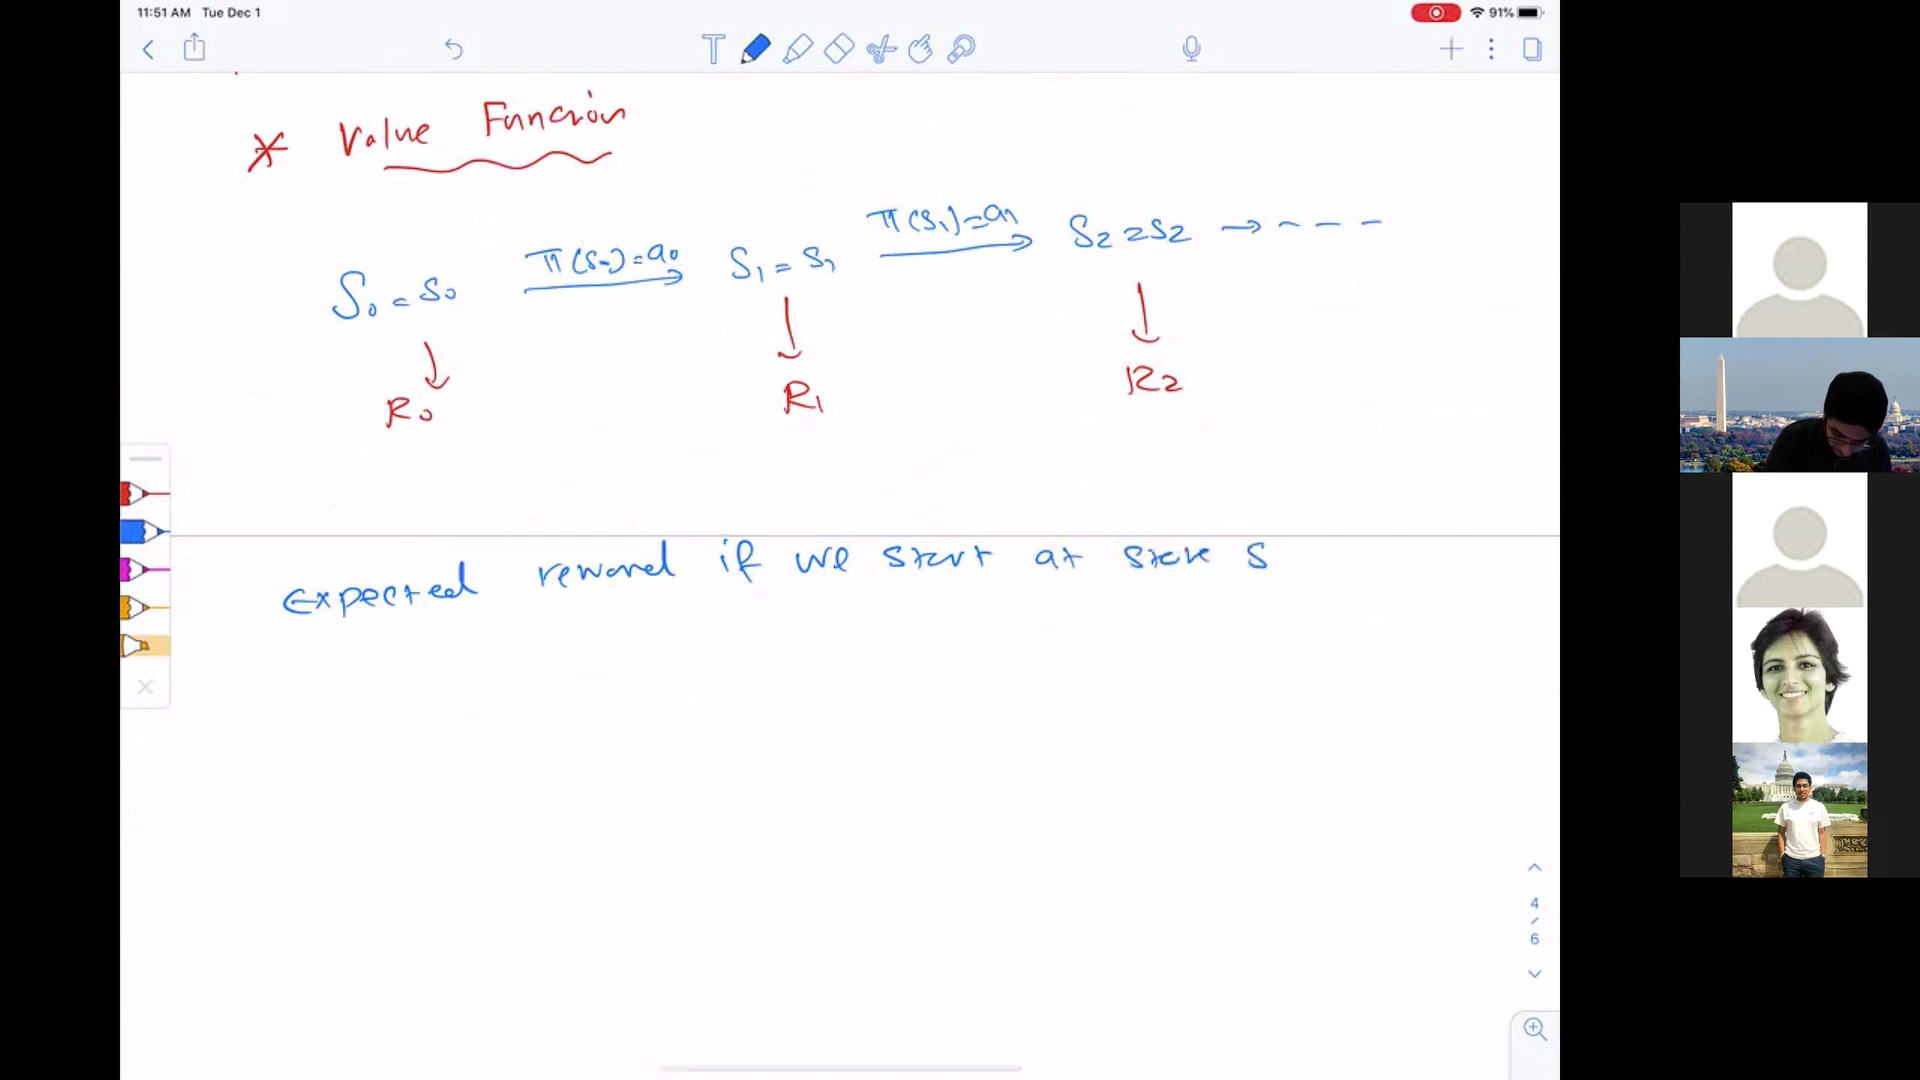 11:51 AM Tue Dec 1
91%
T
* Value Function
S0 = s0 π(s0)=a0 S1 = s1 π(s1)=a1 S2 = s2 → - - -
R0 R1 R2
Expected reward if we start at state S
4
/
6